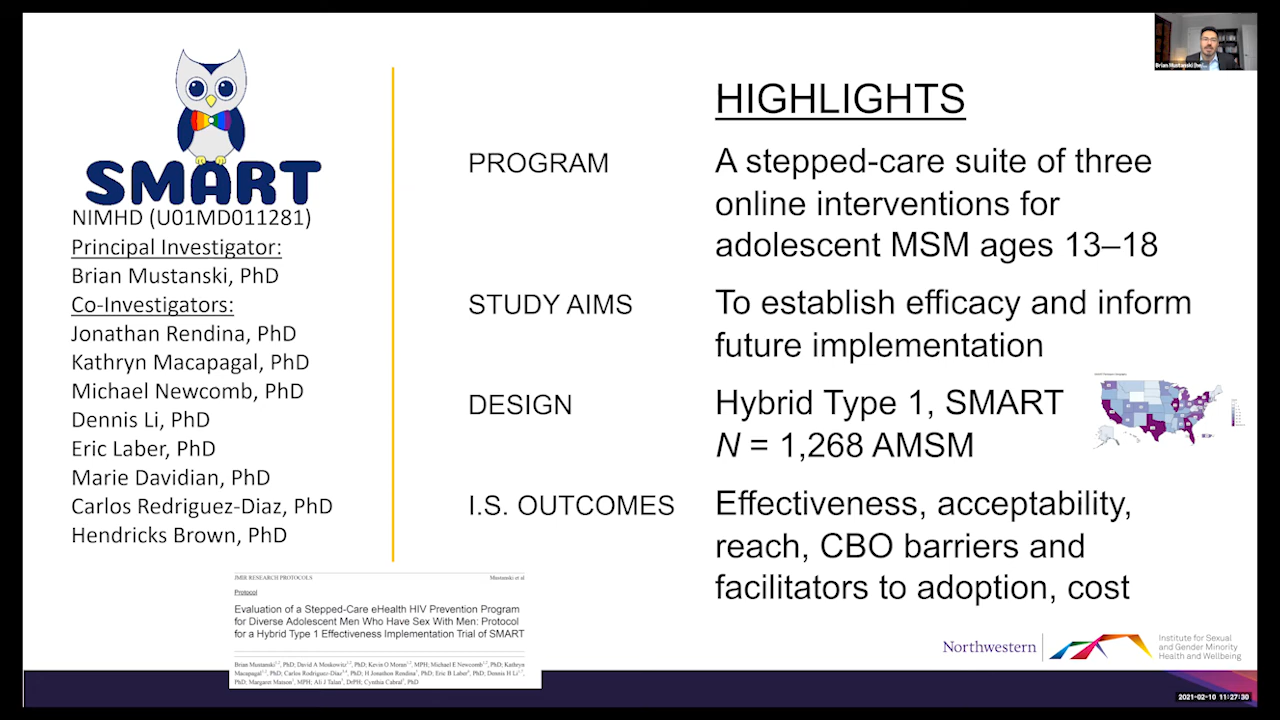 SMART
NIMHD (U01MD011281)
Principal Investigator:
Brian Mustanski, PhD
Co-Investigators:
Jonathan Rendina, PhD
Kathryn Macapagal, PhD
Michael Newcomb, PhD
Dennis Li, PhD
Eric Laber, PhD
Marie Davidian, PhD
Carlos Redriguez-Diaz, PhD
Hendricks Brown, PhD
HIGHLIGHTS
PROGRAM
A stepped-care suite of three
online interventions for
adolescent MSM ages 13–18
STUDY AIMS
To establish efficacy and inform
future implementation
DESIGN
Hybrid Type 1, SMART
N = 1,268 AMSM
I.S. OUTCOMES
Effectiveness, acceptability,
reach, CBO barriers and
facilitators to adoption, cost
JMIR RESEARCH PROTOCOLS
Mustanski et al
Protocol
Evaluation of a Stepped-Care eHealth HIV Prevention Program
for Diverse Adolescent Men Who Have Sex With Men: Protocol
for a Hybrid Type 1 Effectiveness Implementation Trial of SMART
Brian Mustanski, PhD; David A Moskowitz, PhD; Kevin O Moran, MPH; Michael E Newcomb, PhD; Kathryn
Macapagal, PhD; Carlos Rodriguez-Díaz, PhD; H Jonathon Rendina, PhD; Eric B Laber, PhD; Dennis H Li,
PhD; Margaret Matson, MPH; Ali J Talan, DrPH; Cynthia Cabral, PhD
Northwestern
Institute for Sexual
and Gender Minority
Health and Wellbeing
Brian Mustanski
2021-02-10 11:27:30